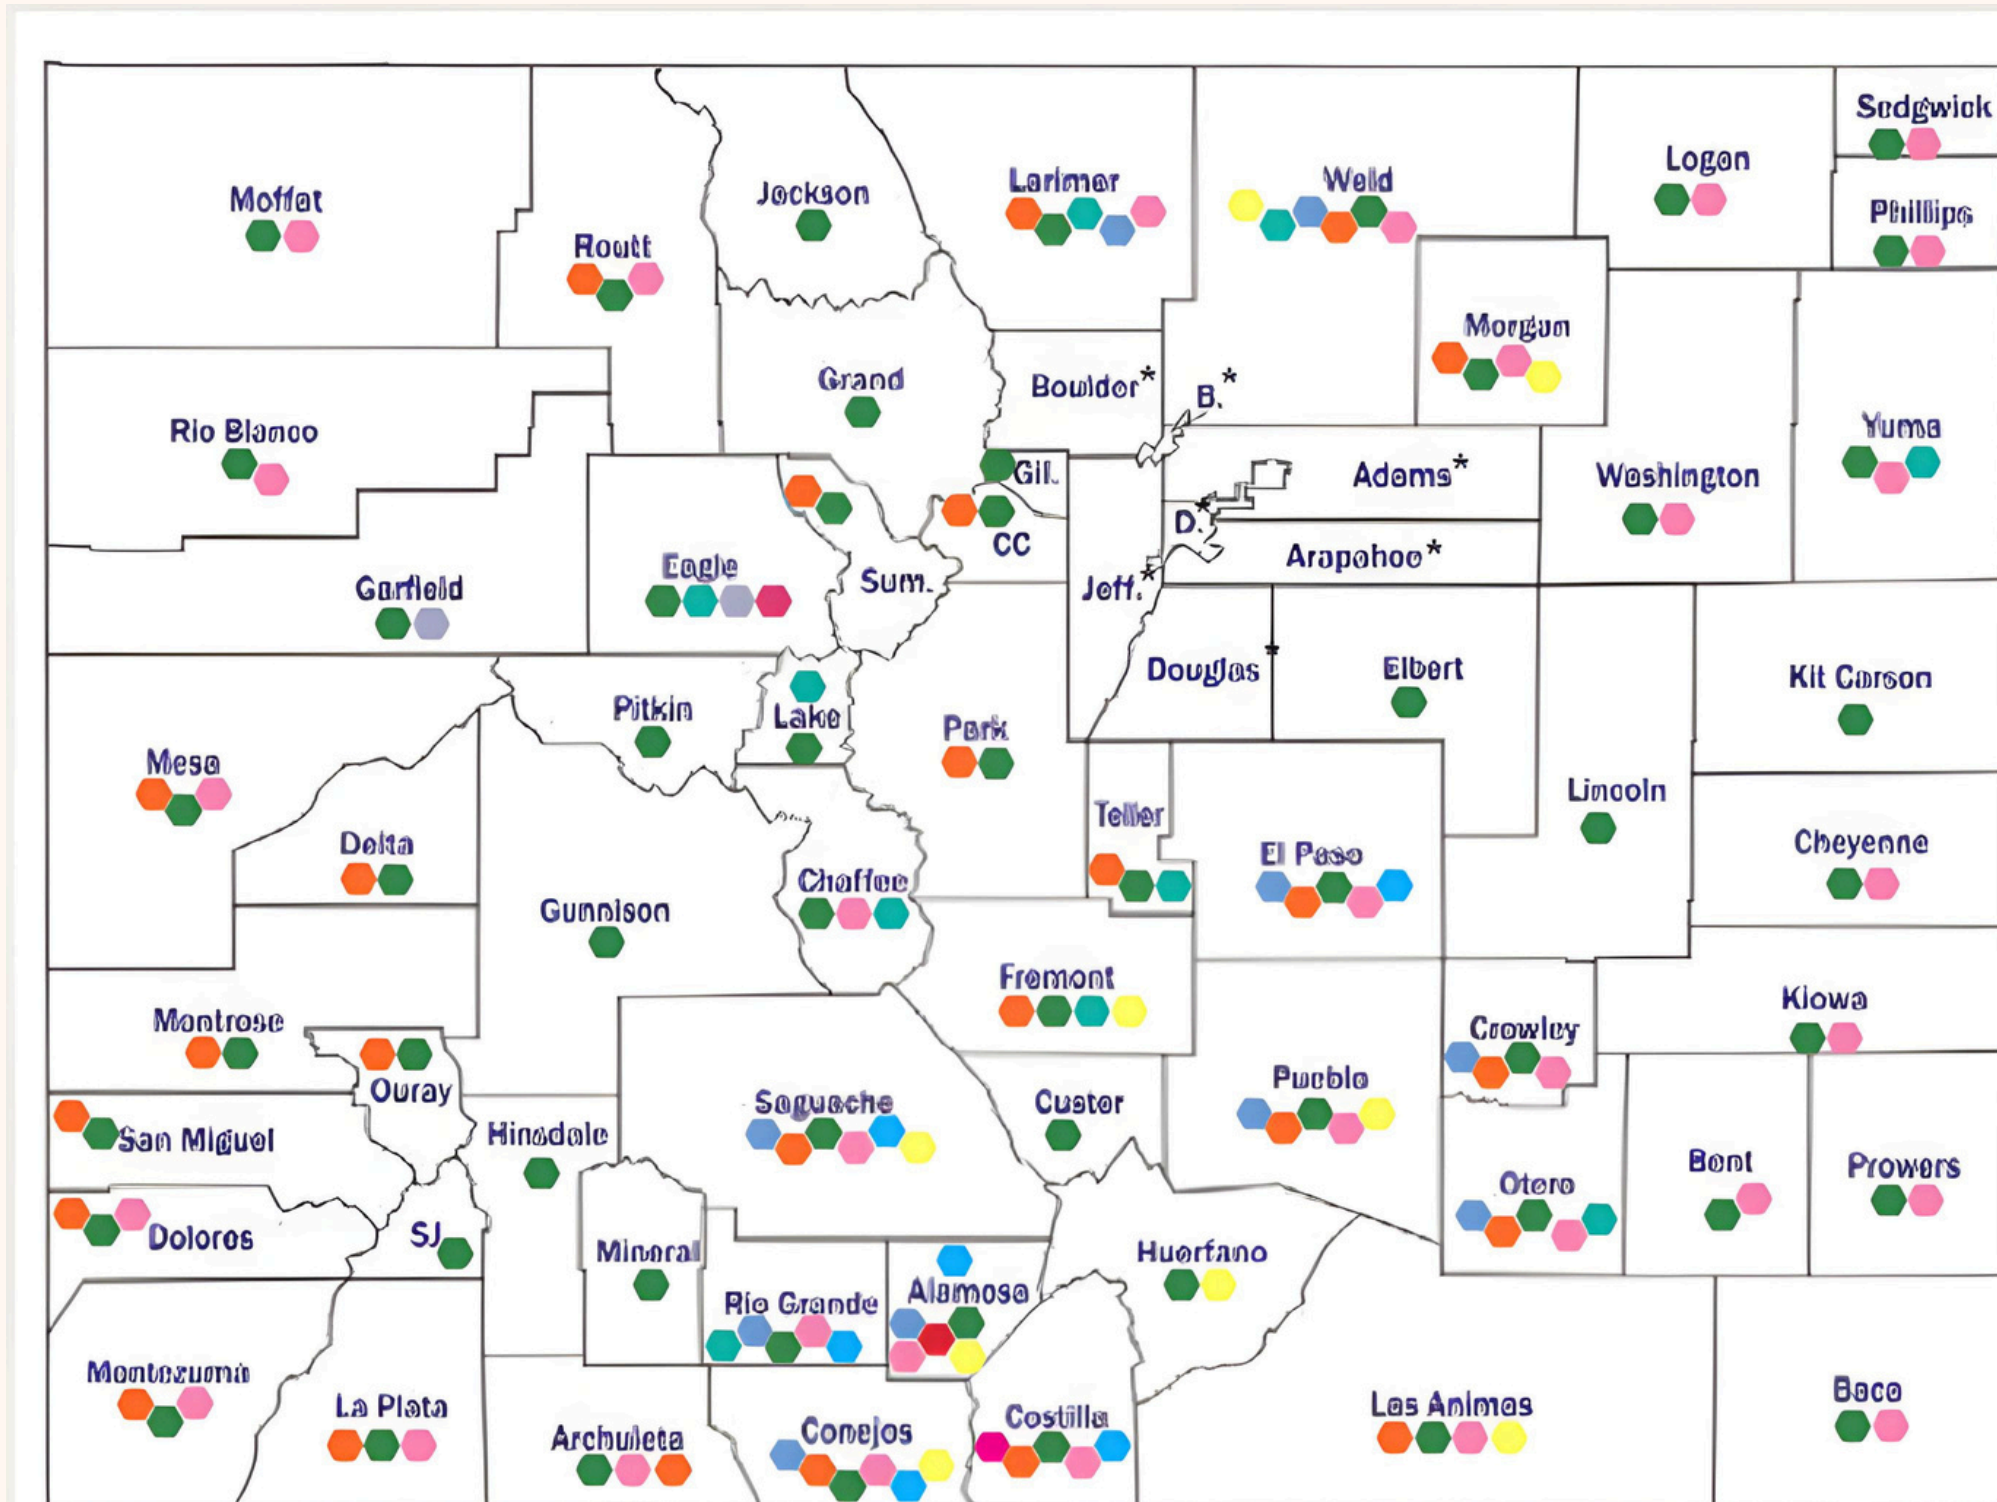 Sedgwick
Logan
Phillips
Moffat
Jackson
Larimer
Weld
Routt
Morgan
Grand
Boulder*
B.*
Rio Blanco
Yuma
Gil.
Adams*
Washington
D.*
CC
Arapahoe*
Eagle
Sum.
Jeff.*
Garfield
Douglas
*
Elbert
Kit Carson
Pitkin
Lake
Park
Mesa
Lincoln
Teller
Delta
El Paso
Cheyenne
Chaffee
Gunnison
Fremont
Kiowa
Montrose
Crowley
Ouray
Saguache
Custer
Pueblo
San Miguel
Hinsdale
Bent
Prowers
Otero
Dolores
SJ
Mineral
Huerfano
Rio Grande
Alamosa
Montezuma
La Plata
Archuleta
Conejos
Costilla
Las Animas
Baca